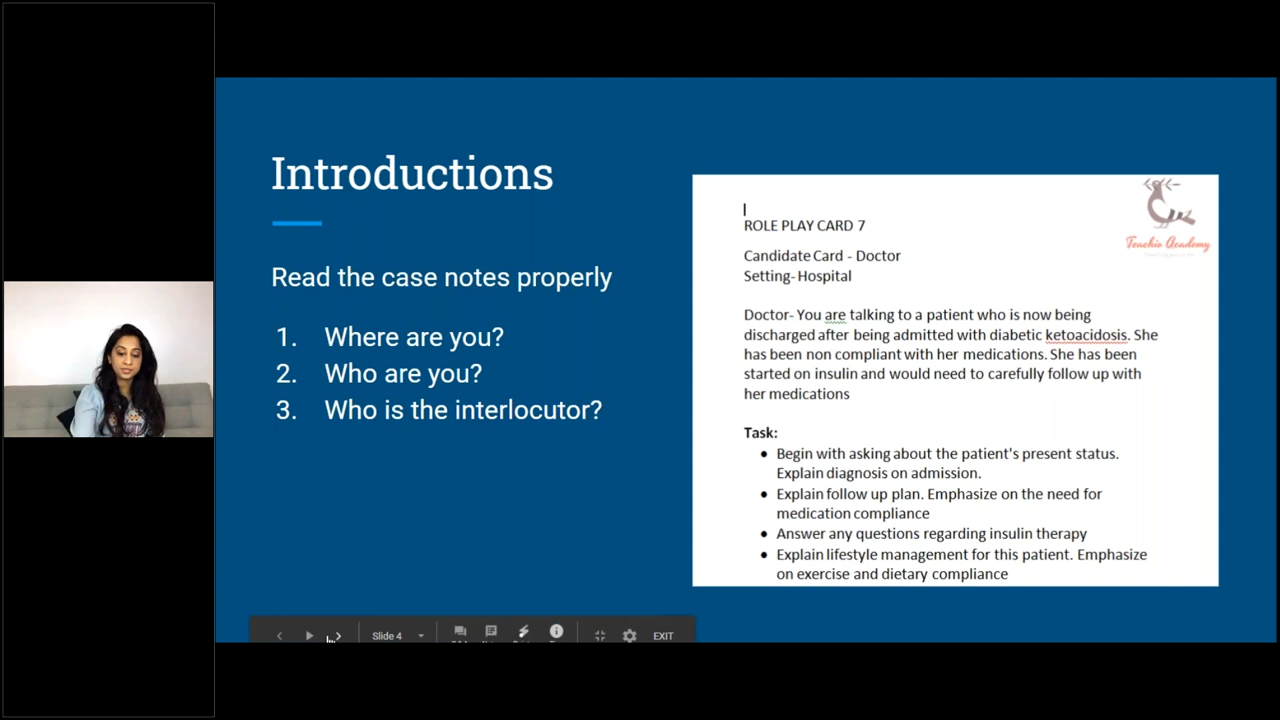 Introductions
Read the case notes properly
1. Where are you?
2. Who are you?
3. Who is the interlocutor?
ROLE PLAY CARD 7
Candidate Card - Doctor
Setting- Hospital
Doctor- You are talking to a patient who is now being
discharged after being admitted with diabetic ketoacidosis. She
has been non compliant with her medications. She has been
started on insulin and would need to carefully follow up with
her medications
Task:
• Begin with asking about the patient's present status.
Explain diagnosis on admission.
• Explain follow up plan. Emphasize on the need for
medication compliance
• Answer any questions regarding insulin therapy
• Explain lifestyle management for this patient. Emphasize
on exercise and dietary compliance
Teachio Academy
Slide 4
EXIT